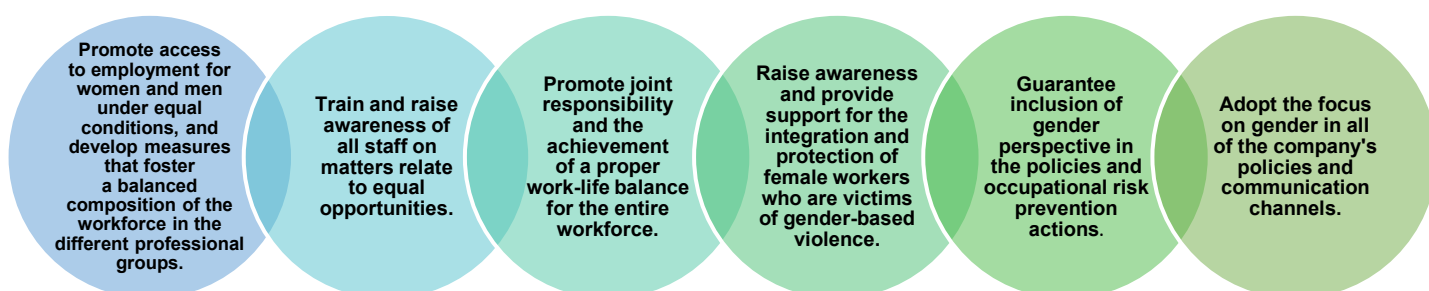 Promote access
to employment for
women and men
under equal
conditions, and
develop measures
that foster
a balanced
composition of the
workforce in the
different professional
groups.
Train and raise
awareness of
all staff on
matters relate
to equal
opportunities.
Promote joint
responsibility
and the
achievement
of a proper
work-life balance
for the entire
workforce.
Raise awareness
and provide
support for the
integration and
protection of
female workers
who are victims
of gender-based
violence.
Guarantee
inclusion of
gender
perspective in
the policies and
occupational risk
prevention
actions.
Adopt the focus
on gender in all
of the company's
policies and
communication
channels.